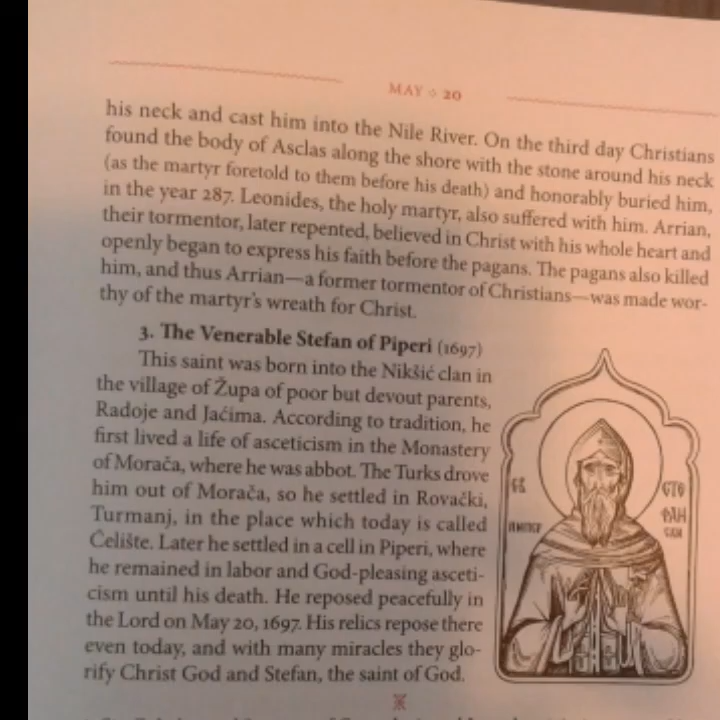 MAY 20
his neck and cast him into the Nile River. On the third day Christians
found the body of Asclas along the shore with the stone around his neck
(as the martyr foretold to them before his death) and honorably buried him,
in the year 287. Leonides, the holy martyr, also suffered with him. Arrian,
their tormentor, later repented, believed in Christ with his whole heart and
openly began to express his faith before the pagans. The pagans also killed
him, and thus Arrian—a former tormentor of Christians—was made wor-
thy of the martyr's wreath for Christ.
3. The Venerable Stefan of Piperi (1697)
This saint was born into the Nikšić clan in
the village of Župa of poor but devout parents,
Radoje and Jaćima. According to tradition, he
first lived a life of asceticism in the Monastery
of Morača, where he was abbot. The Turks drove
him out of Morača, so he settled in Rovački,
Turmanj, in the place which today is called
Ćelište. Later he settled in a cell in Piperi, where
he remained in labor and God-pleasing asceti-
cism until his death. He reposed peacefully in
the Lord on May 20, 1697. His relics repose there
even today, and with many miracles they glo-
rify Christ God and Stefan, the saint of God.